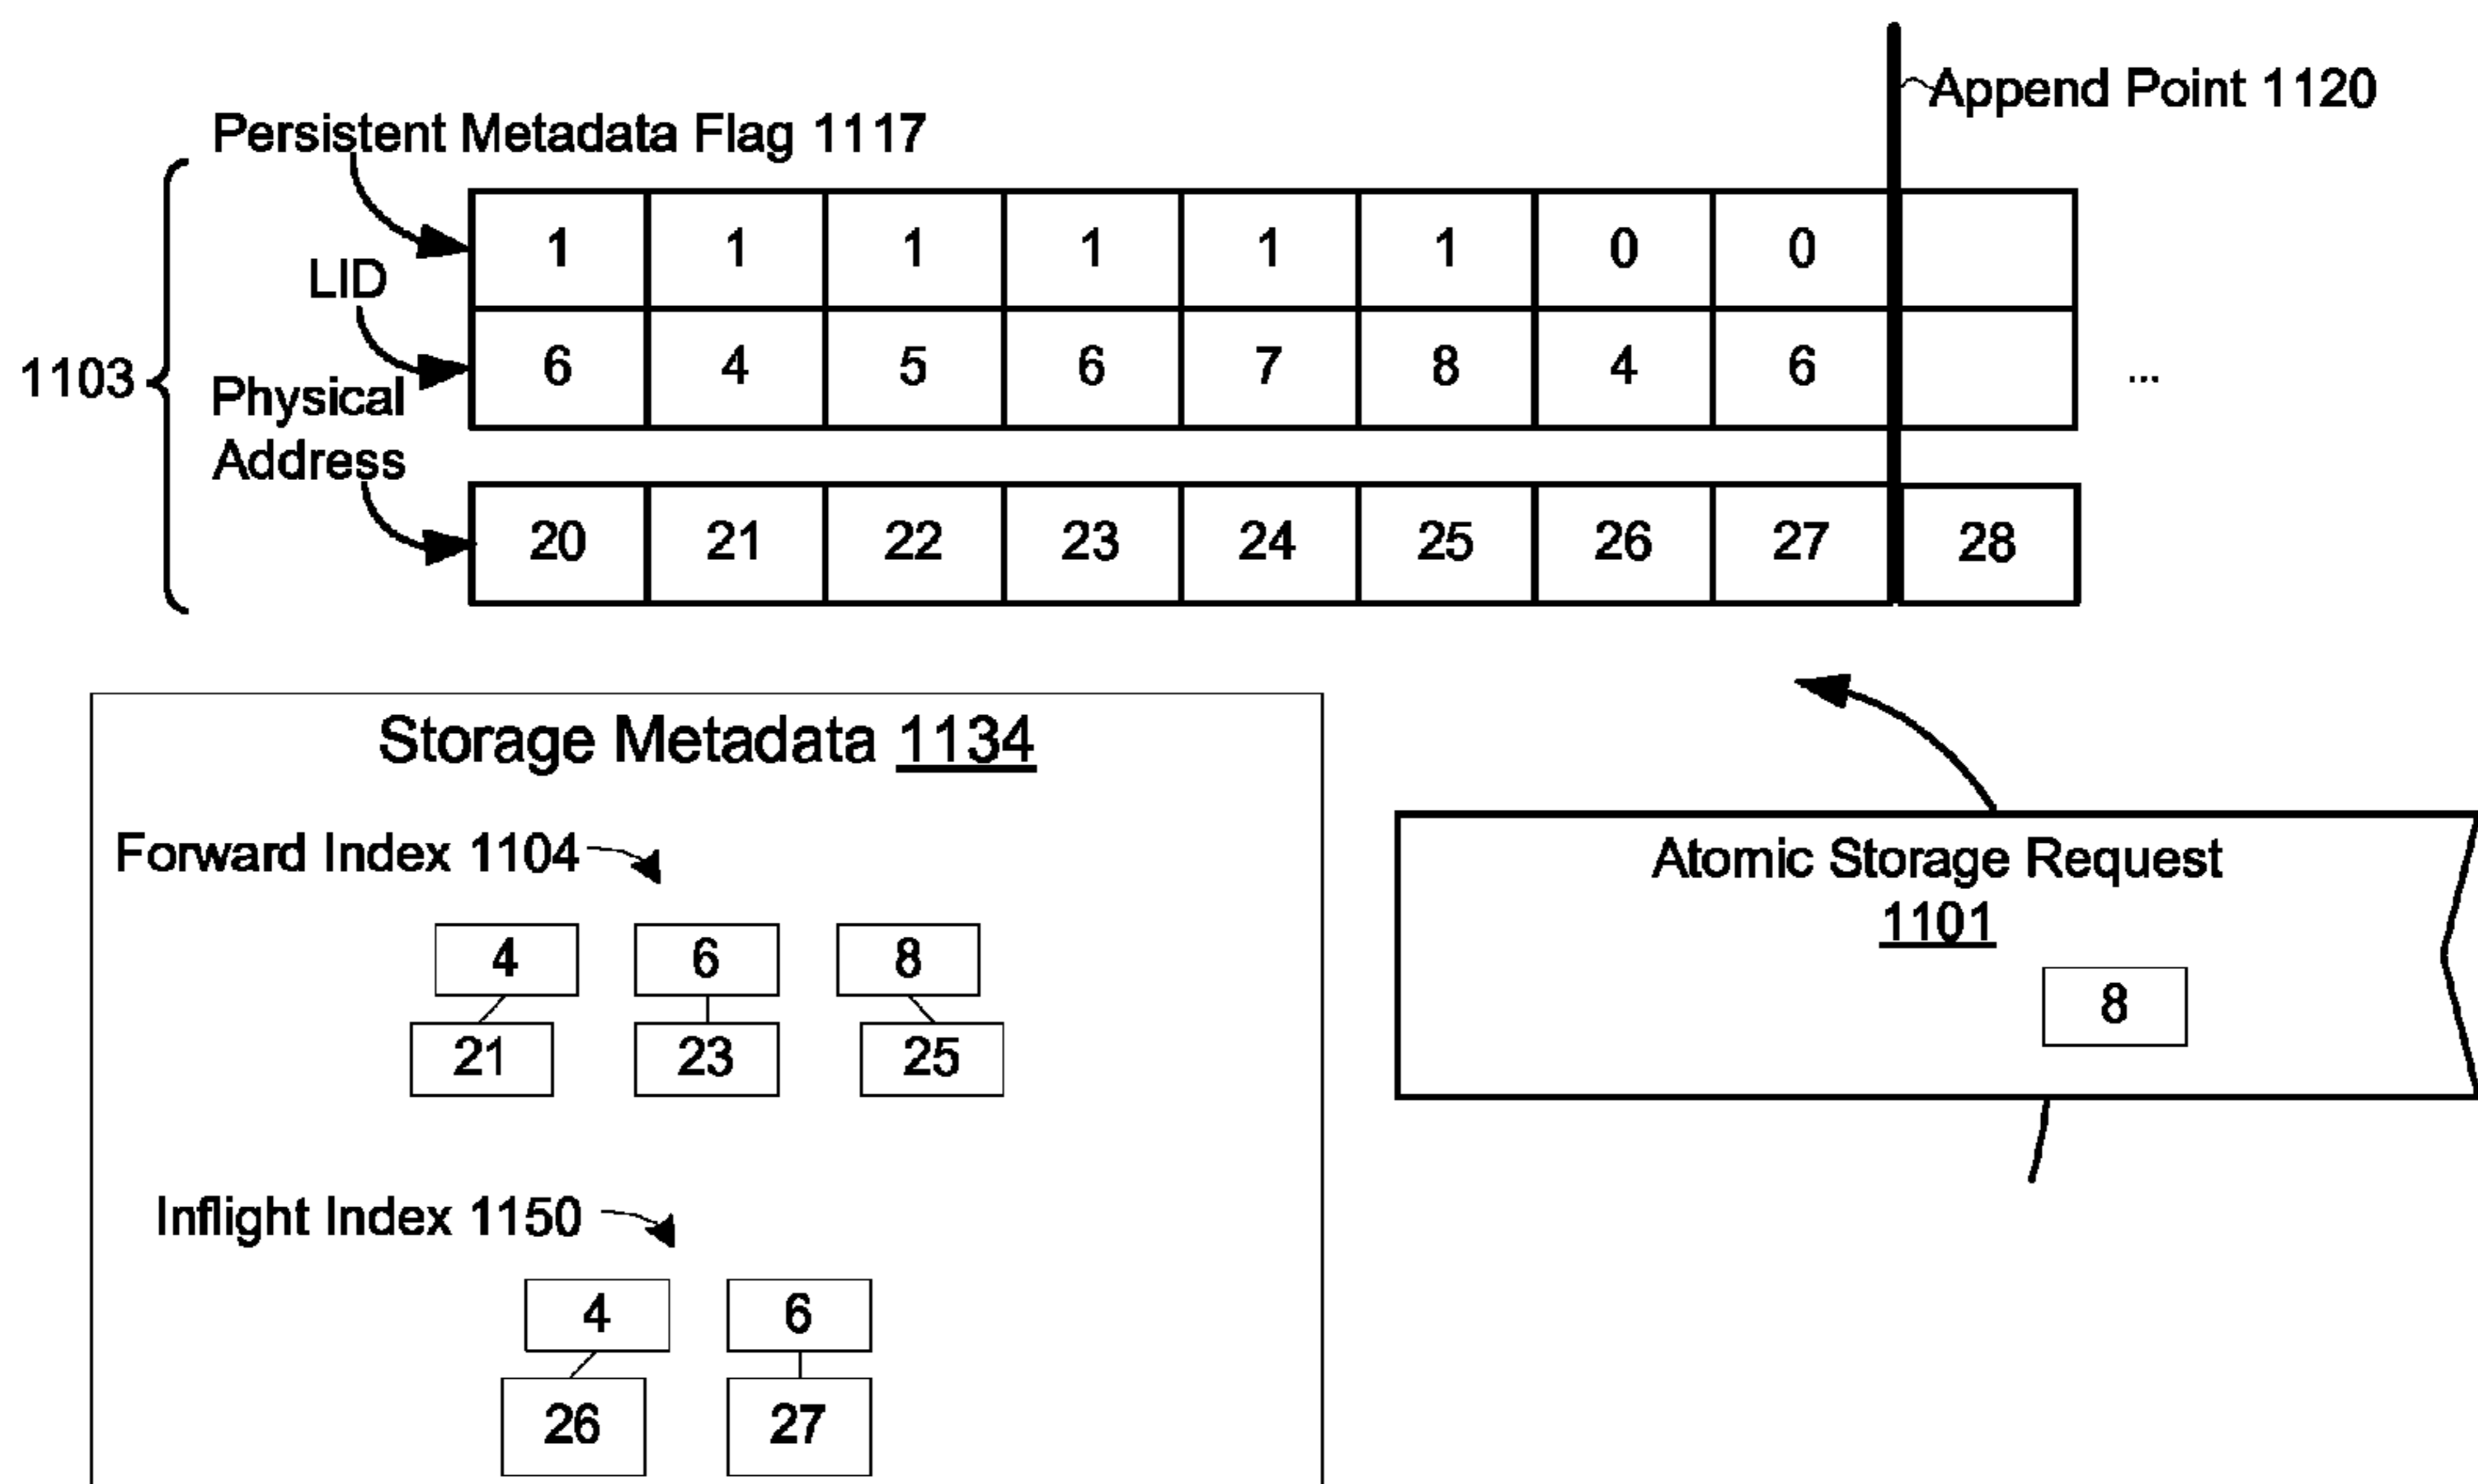 Append Point 1120
Persistent Metadata Flag 1117
1 1 1 1 1 1 0 0
LID
6 4 5 6 7 8 4 6
1103
...
Physical
Address
20 21 22 23 24 25 26 27 28
Storage Metadata 1134
Forward Index 1104
4 6 8
21 23 25
Inflight Index 1150
4 6
26 27
Atomic Storage Request
1101
8